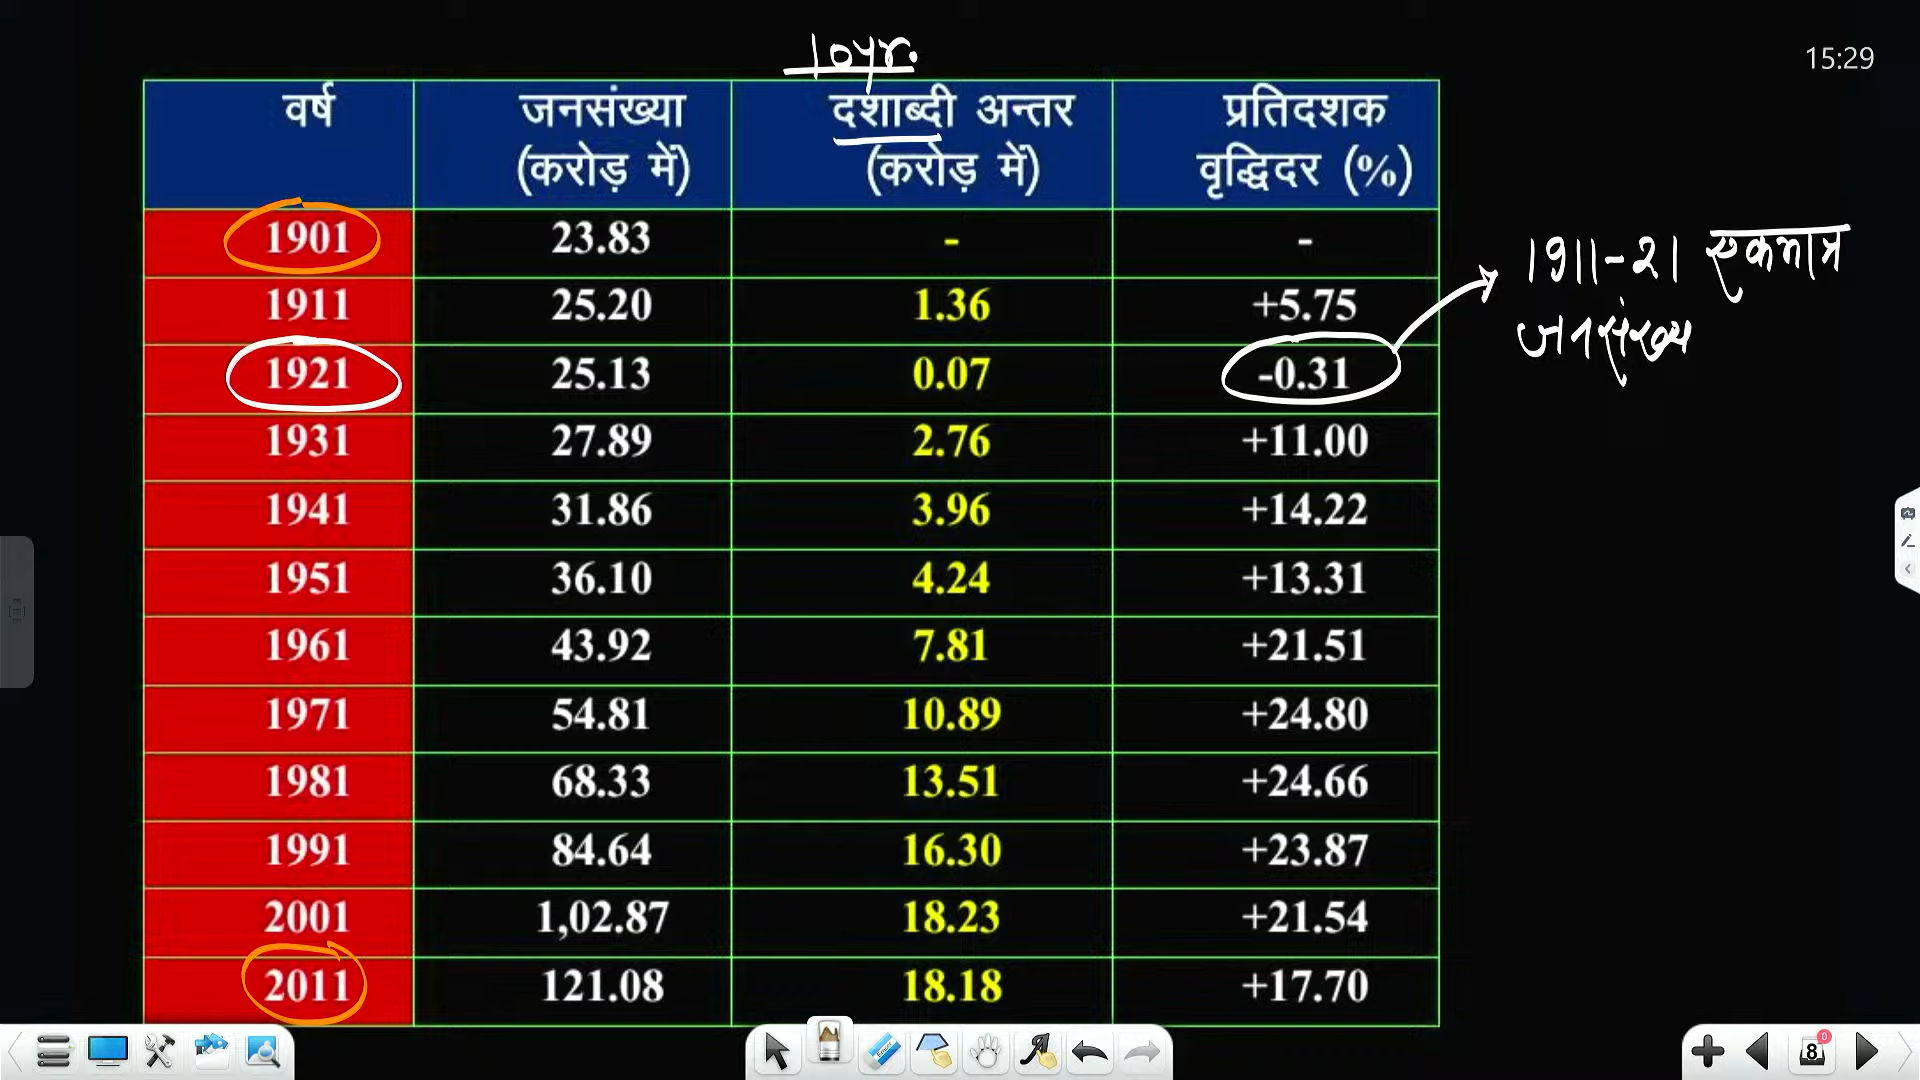 10yr.
15:29
वर्ष जनसंख्या (करोड़ में) दशाब्दी अन्तर (करोड़ में) प्रतिदशक वृद्धिदर (%)
1901 23.83 - -
1911 25.20 1.36 +5.75
1921 25.13 0.07 -0.31
1931 27.89 2.76 +11.00
1941 31.86 3.96 +14.22
1951 36.10 4.24 +13.31
1961 43.92 7.81 +21.51
1971 54.81 10.89 +24.80
1981 68.33 13.51 +24.66
1991 84.64 16.30 +23.87
2001 1,02.87 18.23 +21.54
2011 121.08 18.18 +17.70
1911-21 एकमात्र
जनसंख्य
8
0